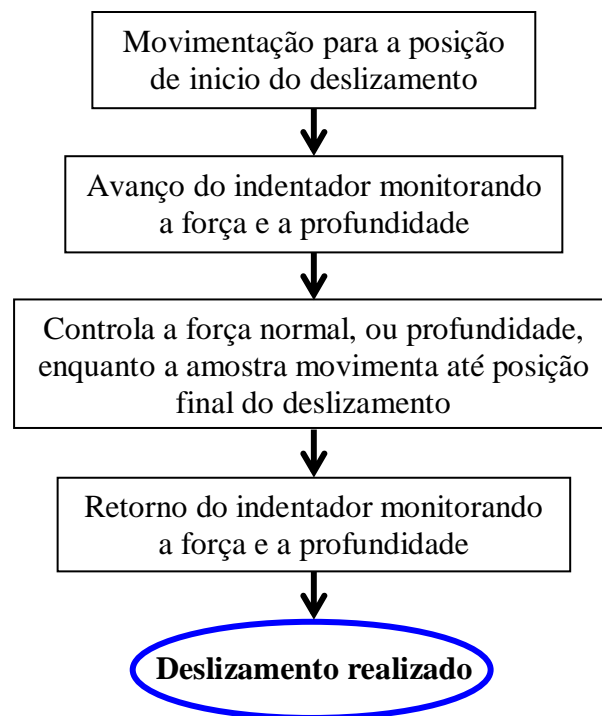 Movimentação para a posição
de inicio do deslizamento
Avanço do indentador monitorando
a força e a profundidade
Controla a força normal, ou profundidade,
enquanto a amostra movimenta até posição
final do deslizamento
Retorno do indentador monitorando
a força e a profundidade
Deslizamento realizado